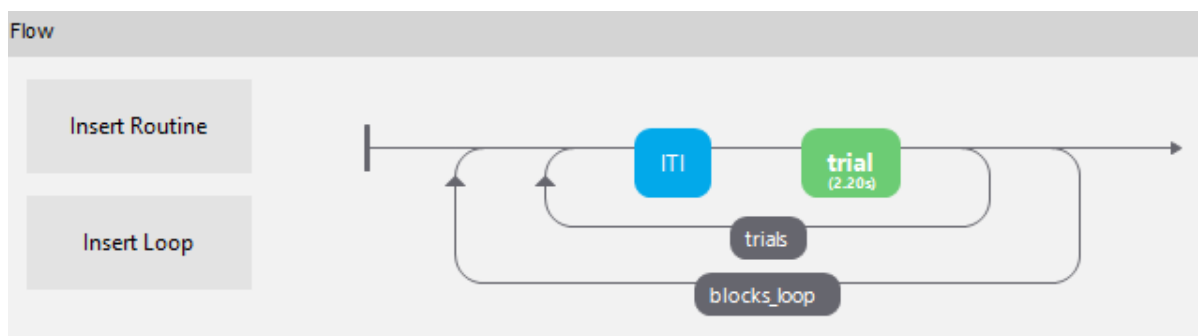 Flow
Insert Routine
Insert Loop
ITI
trial
(2.20s)
trials
blocks_loop